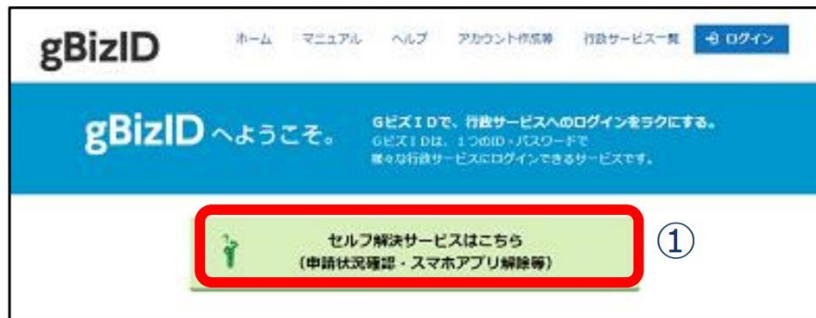 gBizID
ホーム マニュアル ヘルプ アカウント作成等 行政サービス一覧 ログイン
gBizIDへようこそ。
GビズIDで、行政サービスへのログインをラクにする。
GビズIDは、1つのID・パスワードで
様々な行政サービスにログインできるサービスです。
セルフ解決サービスはこちら
(申請状況確認・スマホアプリ解除等)
①